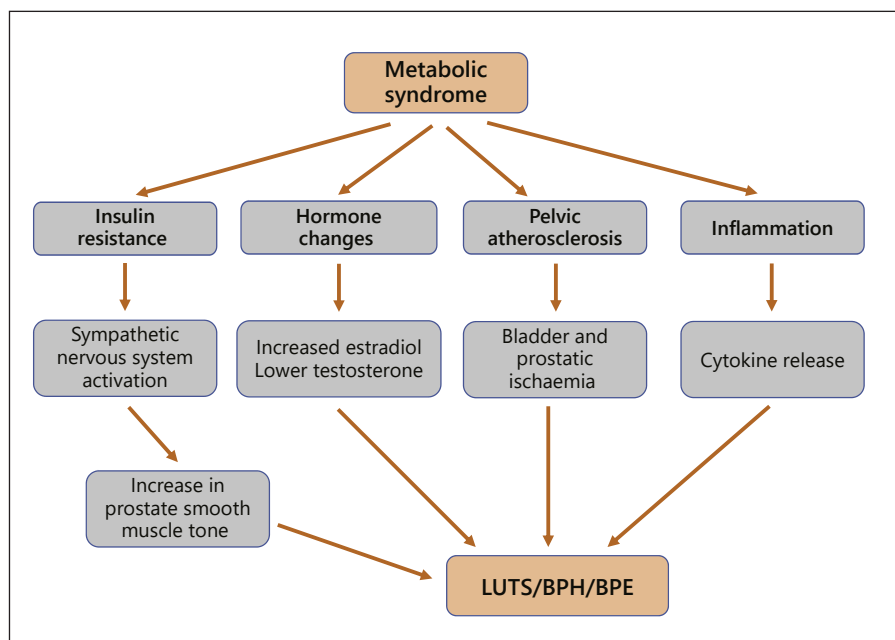 Metabolic
syndrome
Insulin
resistance
Hormone
changes
Pelvic
atherosclerosis
Inflammation
Sympathetic
nervous system
activation
Increased estradiol
Lower testosterone
Bladder and
prostatic
ischaemia
Cytokine release
Increase in
prostate smooth
muscle tone
LUTS/BPH/BPE